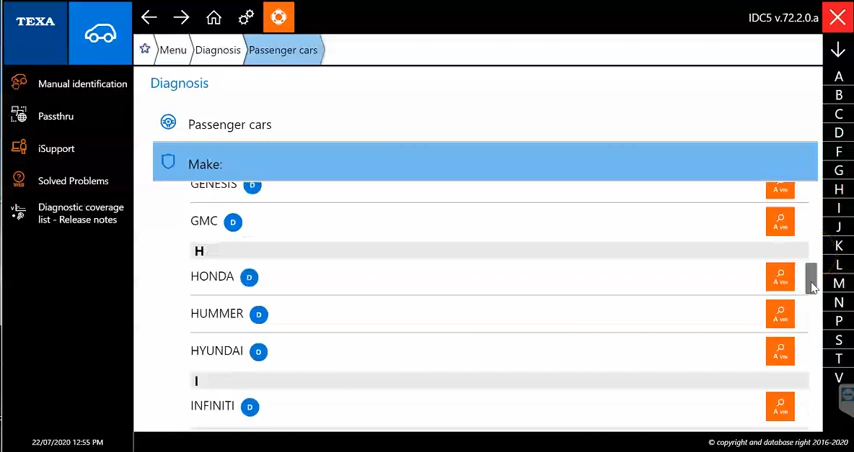 TEXA
IDC5 v.72.2.0.a
Menu
Diagnosis
Passenger cars
Manual identification
Passthru
iSupport
Solved Problems
Diagnostic coverage
list - Release notes
22/07/2020 12:55 PM
Diagnosis
Passenger cars
Make:
GENESIS D
GMC D
H
HONDA D
HUMMER D
HYUNDAI D
I
INFINITI D
A
B
C
D
F
G
H
I
J
K
L
M
N
P
S
T
V
© copyright and database right 2016-2020